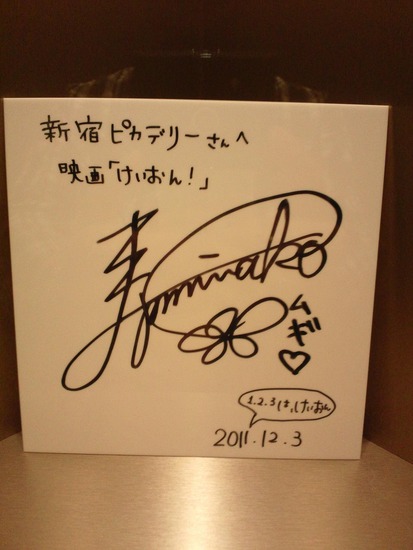 新宿ピカデリーさんへ
映画「けいおん！」
minako
ムギ♡
1.2.3は、けいおん
2011.12.3